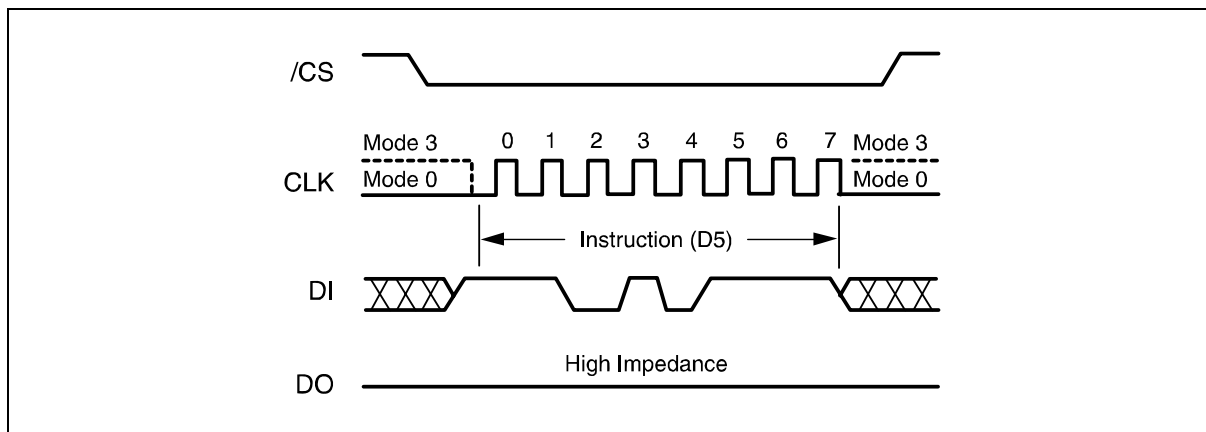 /CS
Mode 3 0 1 2 3 4 5 6 7 Mode 3
CLK Mode 0 Mode 0
Instruction (D5)
DI
High Impedance
DO